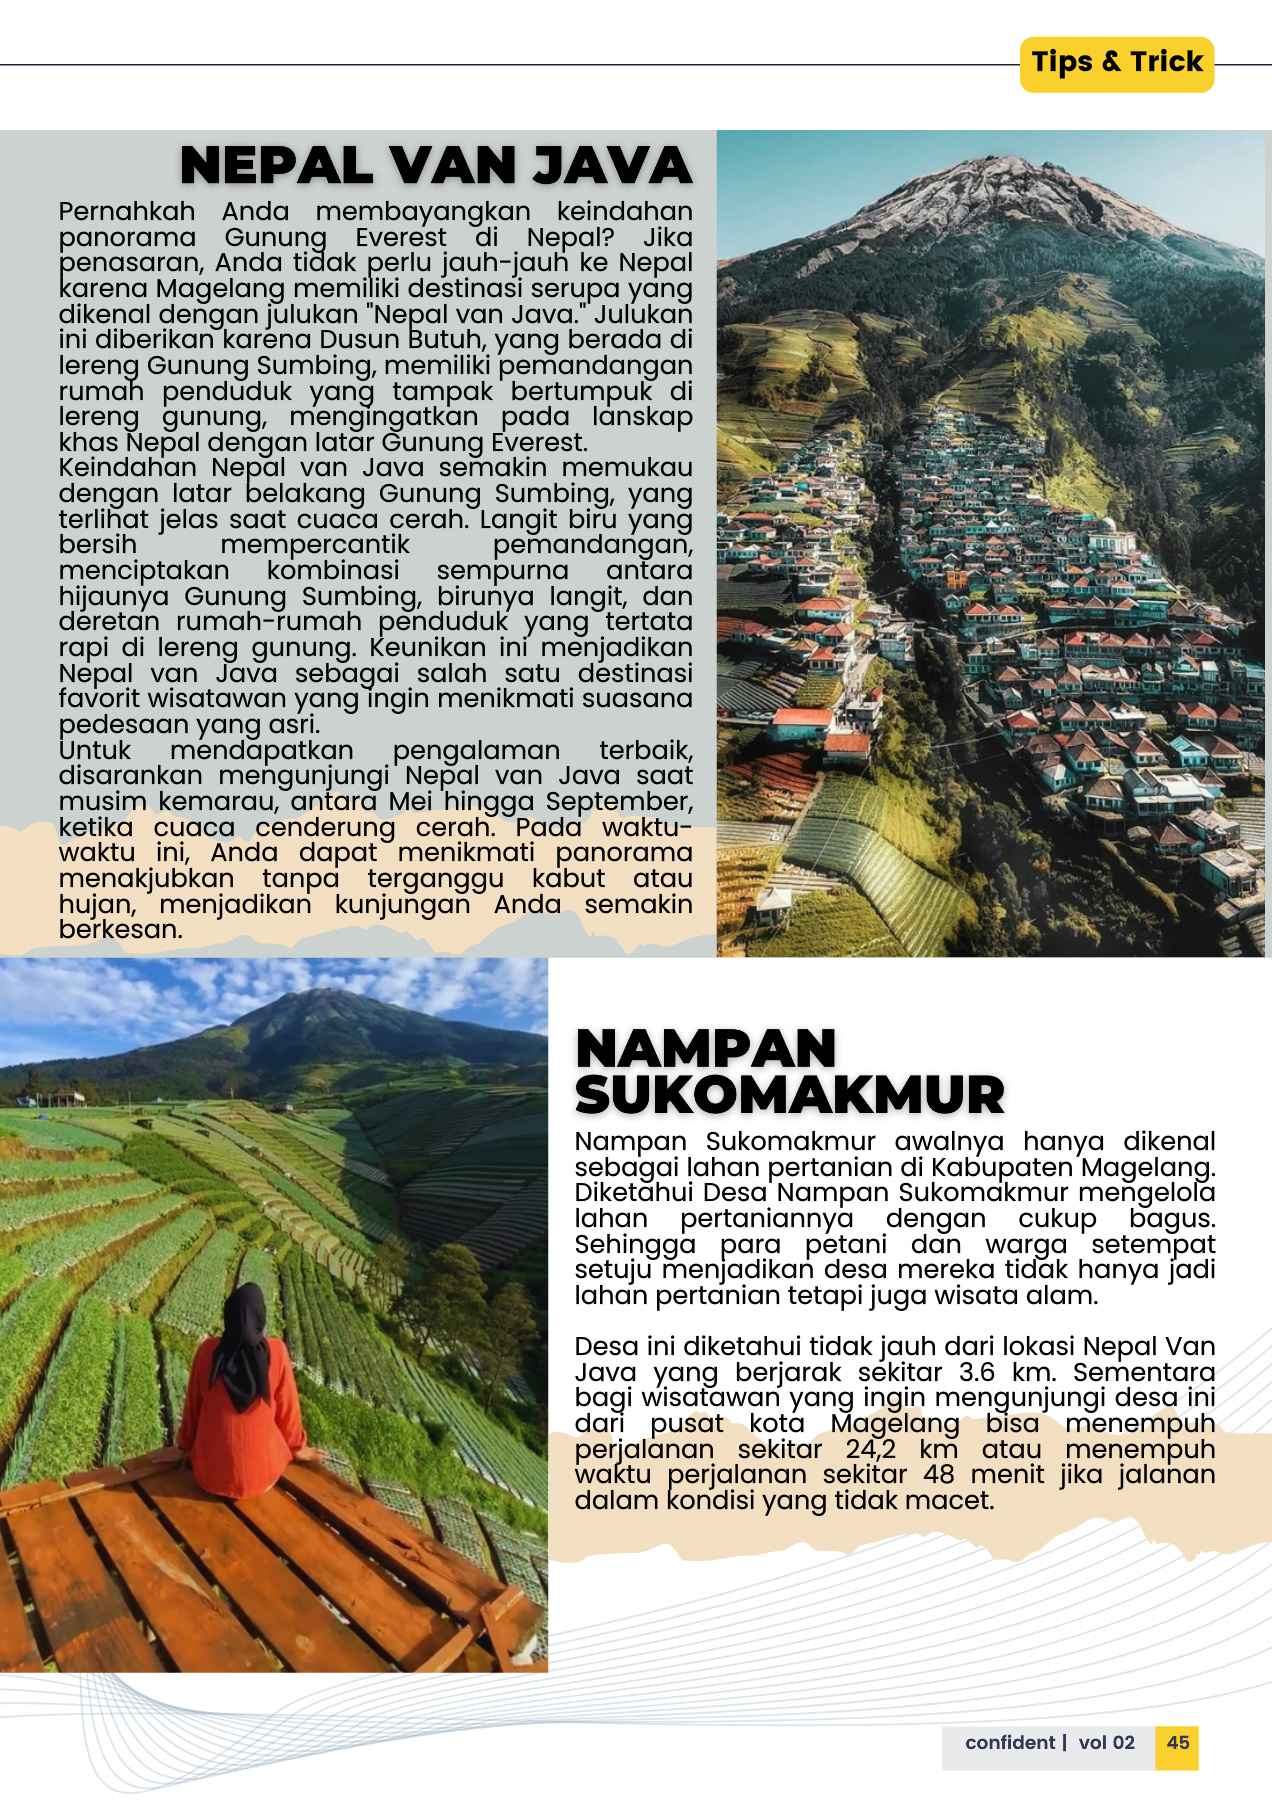 Tips & Trick
NEPAL VAN JAVA
Pernahkah Anda membayangkan keindahan
panorama Gunung Everest di Nepal? Jika
penasaran, Anda tidak perlu jauh-jauh ke Nepal
karena Magelang memiliki destinasi serupa yang
dikenal dengan julukan "Nepal van Java." Julukan
ini diberikan karena Dusun Butuh, yang berada di
lereng Gunung Sumbing, memiliki pemandangan
rumah penduduk yang tampak bertumpuk di
lereng gunung, mengingatkan pada lanskap
khas Nepal dengan latar Gunung Everest.
Keindahan Nepal van Java semakin memukau
dengan latar belakang Gunung Sumbing, yang
terlihat jelas saat cuaca cerah. Langit biru yang
bersih mempercantik pemandangan,
menciptakan kombinasi sempurna antara
hijaunya Gunung Sumbing, birunya langit, dan
deretan rumah-rumah penduduk yang tertata
rapi di lereng gunung. Keunikan ini menjadikan
Nepal van Java sebagai salah satu destinasi
favorit wisatawan yang ingin menikmati suasana
pedesaan yang asri.
Untuk mendapatkan pengalaman terbaik,
disarankan mengunjungi Nepal van Java saat
musim kemarau, antara Mei hingga September,
ketika cuaca cenderung cerah. Pada waktu-
waktu ini, Anda dapat menikmati panorama
menakjubkan tanpa terganggu kabut atau
hujan, menjadikan kunjungan Anda semakin
berkesan.
NAMPAN
SUKOMAKMUR
Nampan Sukomakmur awalnya hanya dikenal
sebagai lahan pertanian di Kabupaten Magelang.
Diketahui Desa Nampan Sukomakmur mengelola
lahan pertaniannya dengan cukup bagus.
Sehingga para petani dan warga setempat
setuju menjadikan desa mereka tidak hanya jadi
lahan pertanian tetapi juga wisata alam.
Desa ini diketahui tidak jauh dari lokasi Nepal Van
Java yang berjarak sekitar 3.6 km. Sementara
bagi wisatawan yang ingin mengunjungi desa ini
dari pusat kota Magelang bisa menempuh
perjalanan sekitar 24,2 km atau menempuh
waktu perjalanan sekitar 48 menit jika jalanan
dalam kondisi yang tidak macet.
confident | vol 02 45